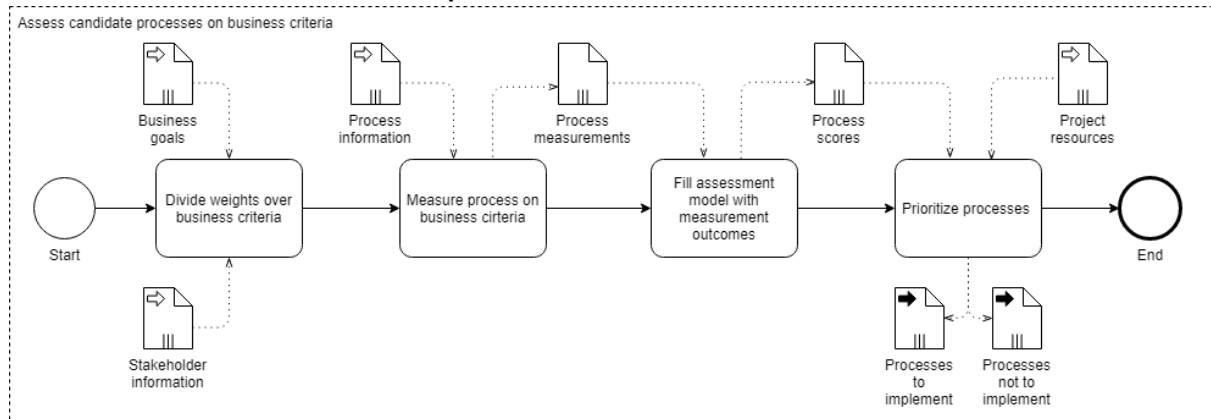 Assess candidate processes on business criteria
Business
goals
Process
information
Process
measurements
Process
scores
Project
resources
Divide weights over
business criteria
Measure process on
business cirteria
Fill assessment
model with
measurement
outcomes
Prioritize processes
Start
End
Stakeholder
information
Processes
to
implement
Processes
not to
implement